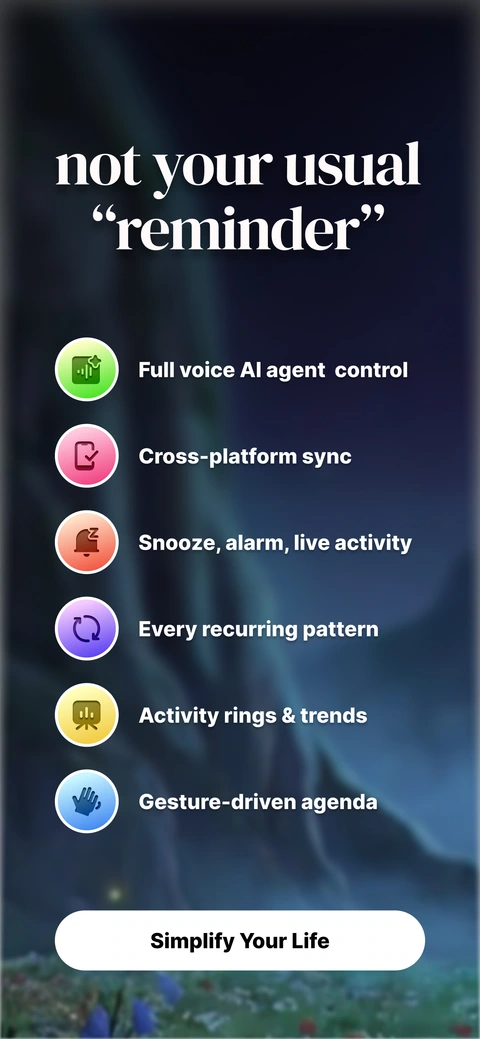 not your usual
“reminder”
Full voice AI agent  control
Cross-platform sync
Snooze, alarm, live activity
Every recurring pattern
Activity rings & trends
Gesture-driven agenda
Simplify Your Life